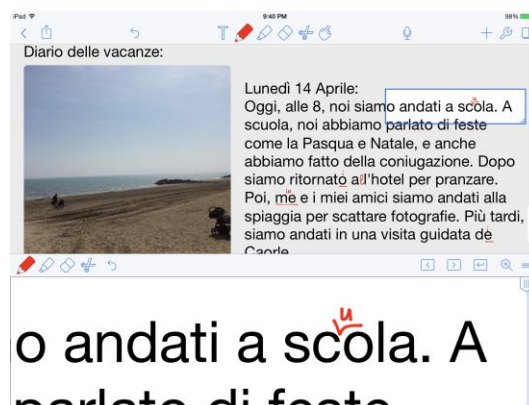 iPad 9:40 PM 98%
T
Diario delle vacanze:
Lunedì 14 Aprile:
u
Oggi, alle 8, noi siamo andati a scola. A
scuola, noi abbiamo parlato di feste
come la Pasqua e Natale, e anche
abbiamo fatto della coniugazione. Dopo
siamo ritornato all'hotel per pranzare.
Poi, me e i miei amici siamo andati alla
spiaggia per scattare fotografie. Più tardi,
siamo andati in una visita guidata de
Caorle
u
o andati a scola. A
parlato di feste